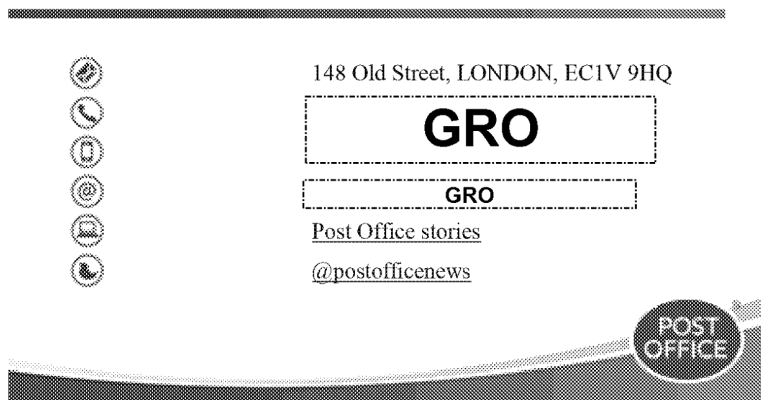 148 Old Street, LONDON, EC1V 9HQ
GRO
GRO
Post Office stories
@postofficenews
POST
OFFICE